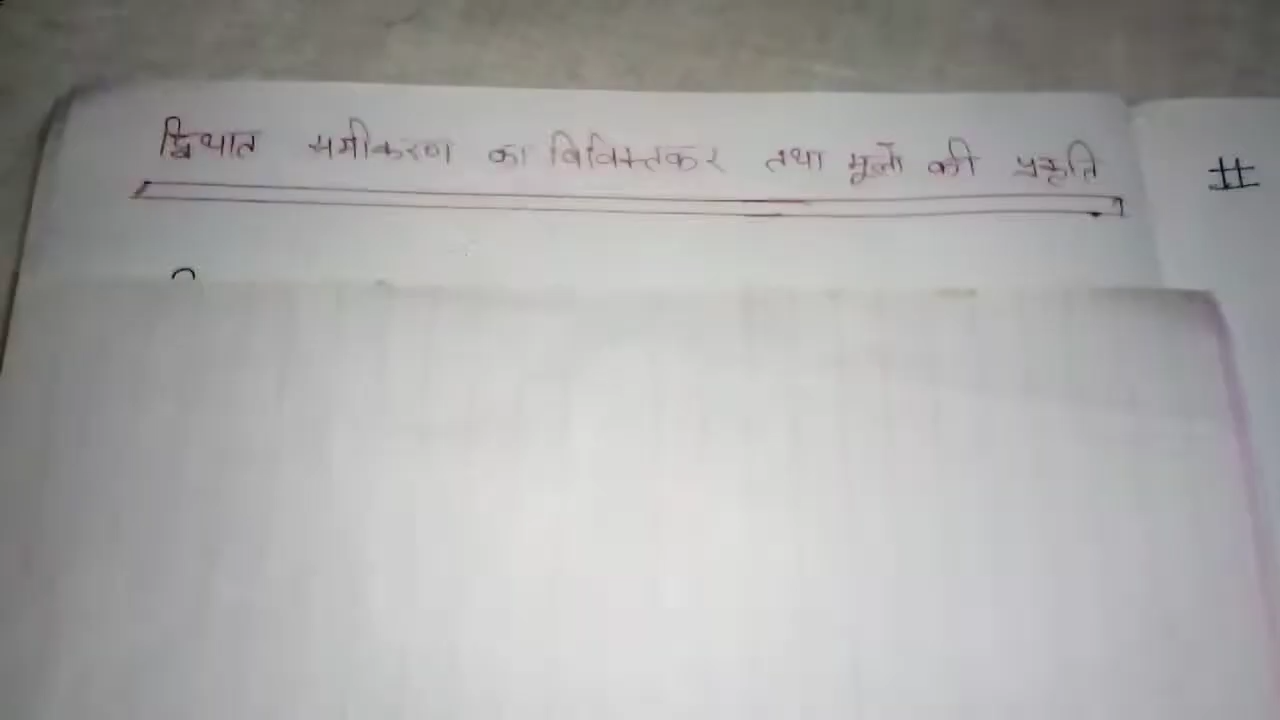 द्विघात समीकरण का विविक्तकर तथा मूलों की प्रकृति
#